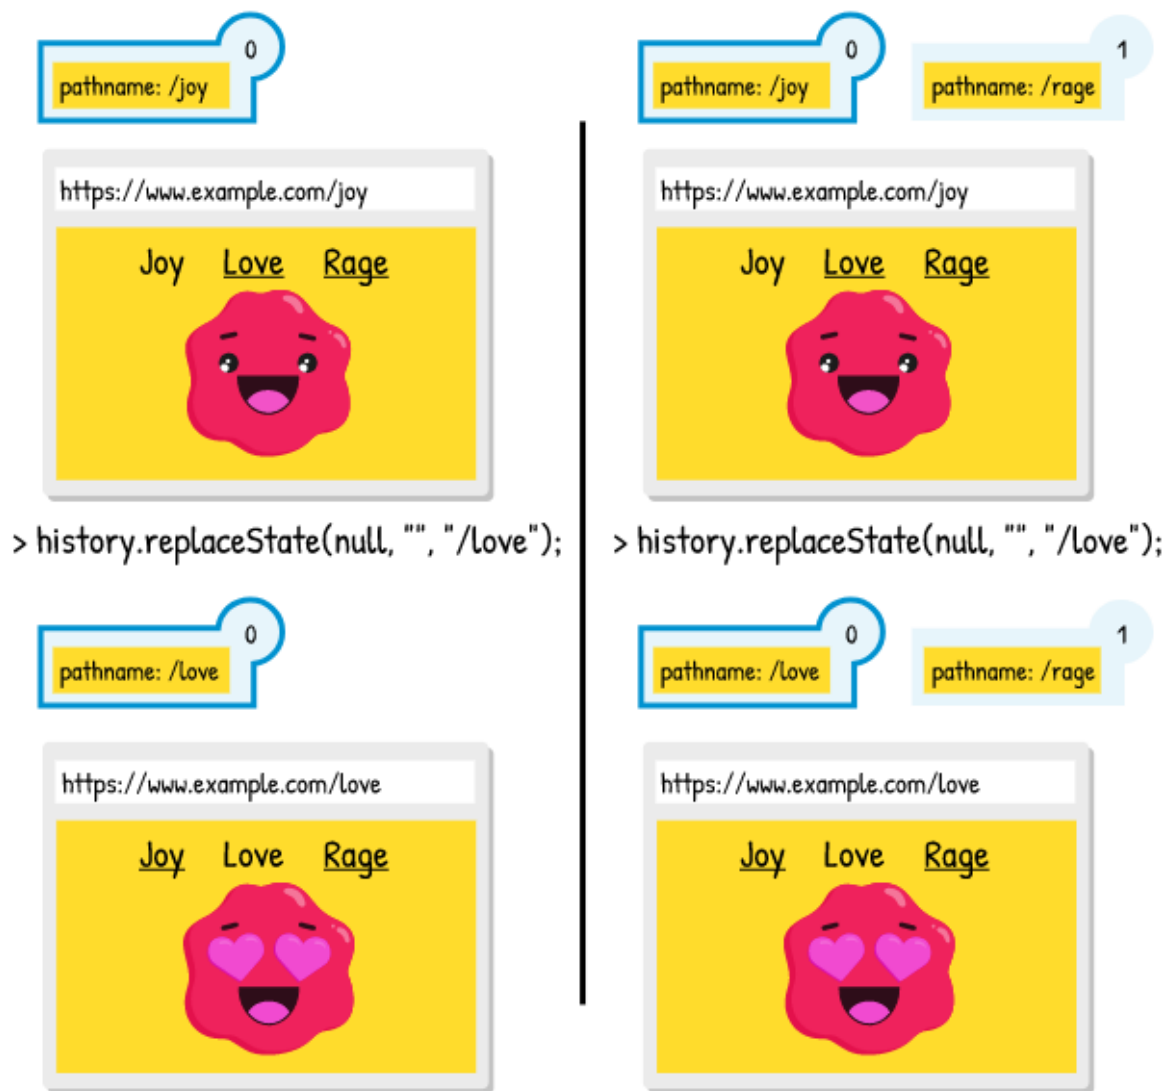 0
pathname: /joy
https://www.example.com/joy
Joy Love Rage
> history.replaceState(null, "", "/love");
0
pathname: /love
https://www.example.com/love
Joy Love Rage
0
pathname: /joy
1
pathname: /rage
https://www.example.com/joy
Joy Love Rage
> history.replaceState(null, "", "/love");
0
pathname: /love
1
pathname: /rage
https://www.example.com/love
Joy Love Rage